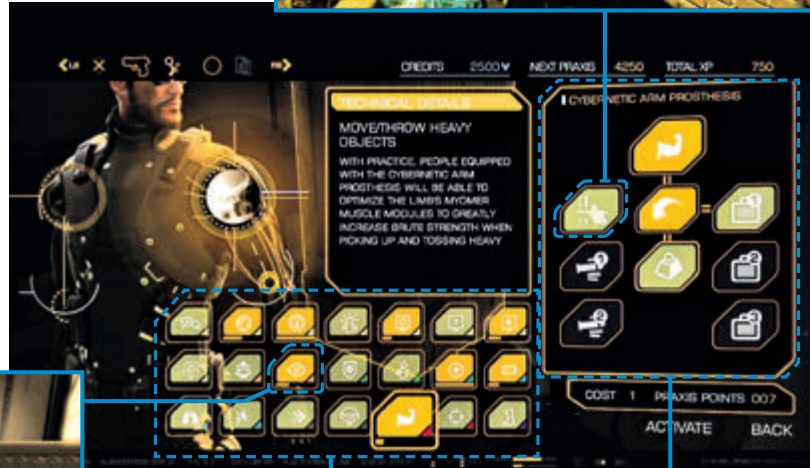 CREDITS 2500 NEXT PRAXIS 4250 TOTAL XP 750
TECHNICAL DETAILS
MOVE/THROW HEAVY
OBJECTS
WITH PRACTICE, PEOPLE EQUIPPED
WITH THE CYBERNETIC ARM
PROSTHESIS WILL BE ABLE TO
OPTIMIZE THE LIMB'S MYOMER
MUSCLE MODULES TO GREATLY
INCREASE BRUTE STRENGTH WHEN
PICKING UP AND TOSSING HEAVY
CYBERNETIC ARM PROSTHESIS
COST 1 PRAXIS POINTS 007
ACTIVATE BACK